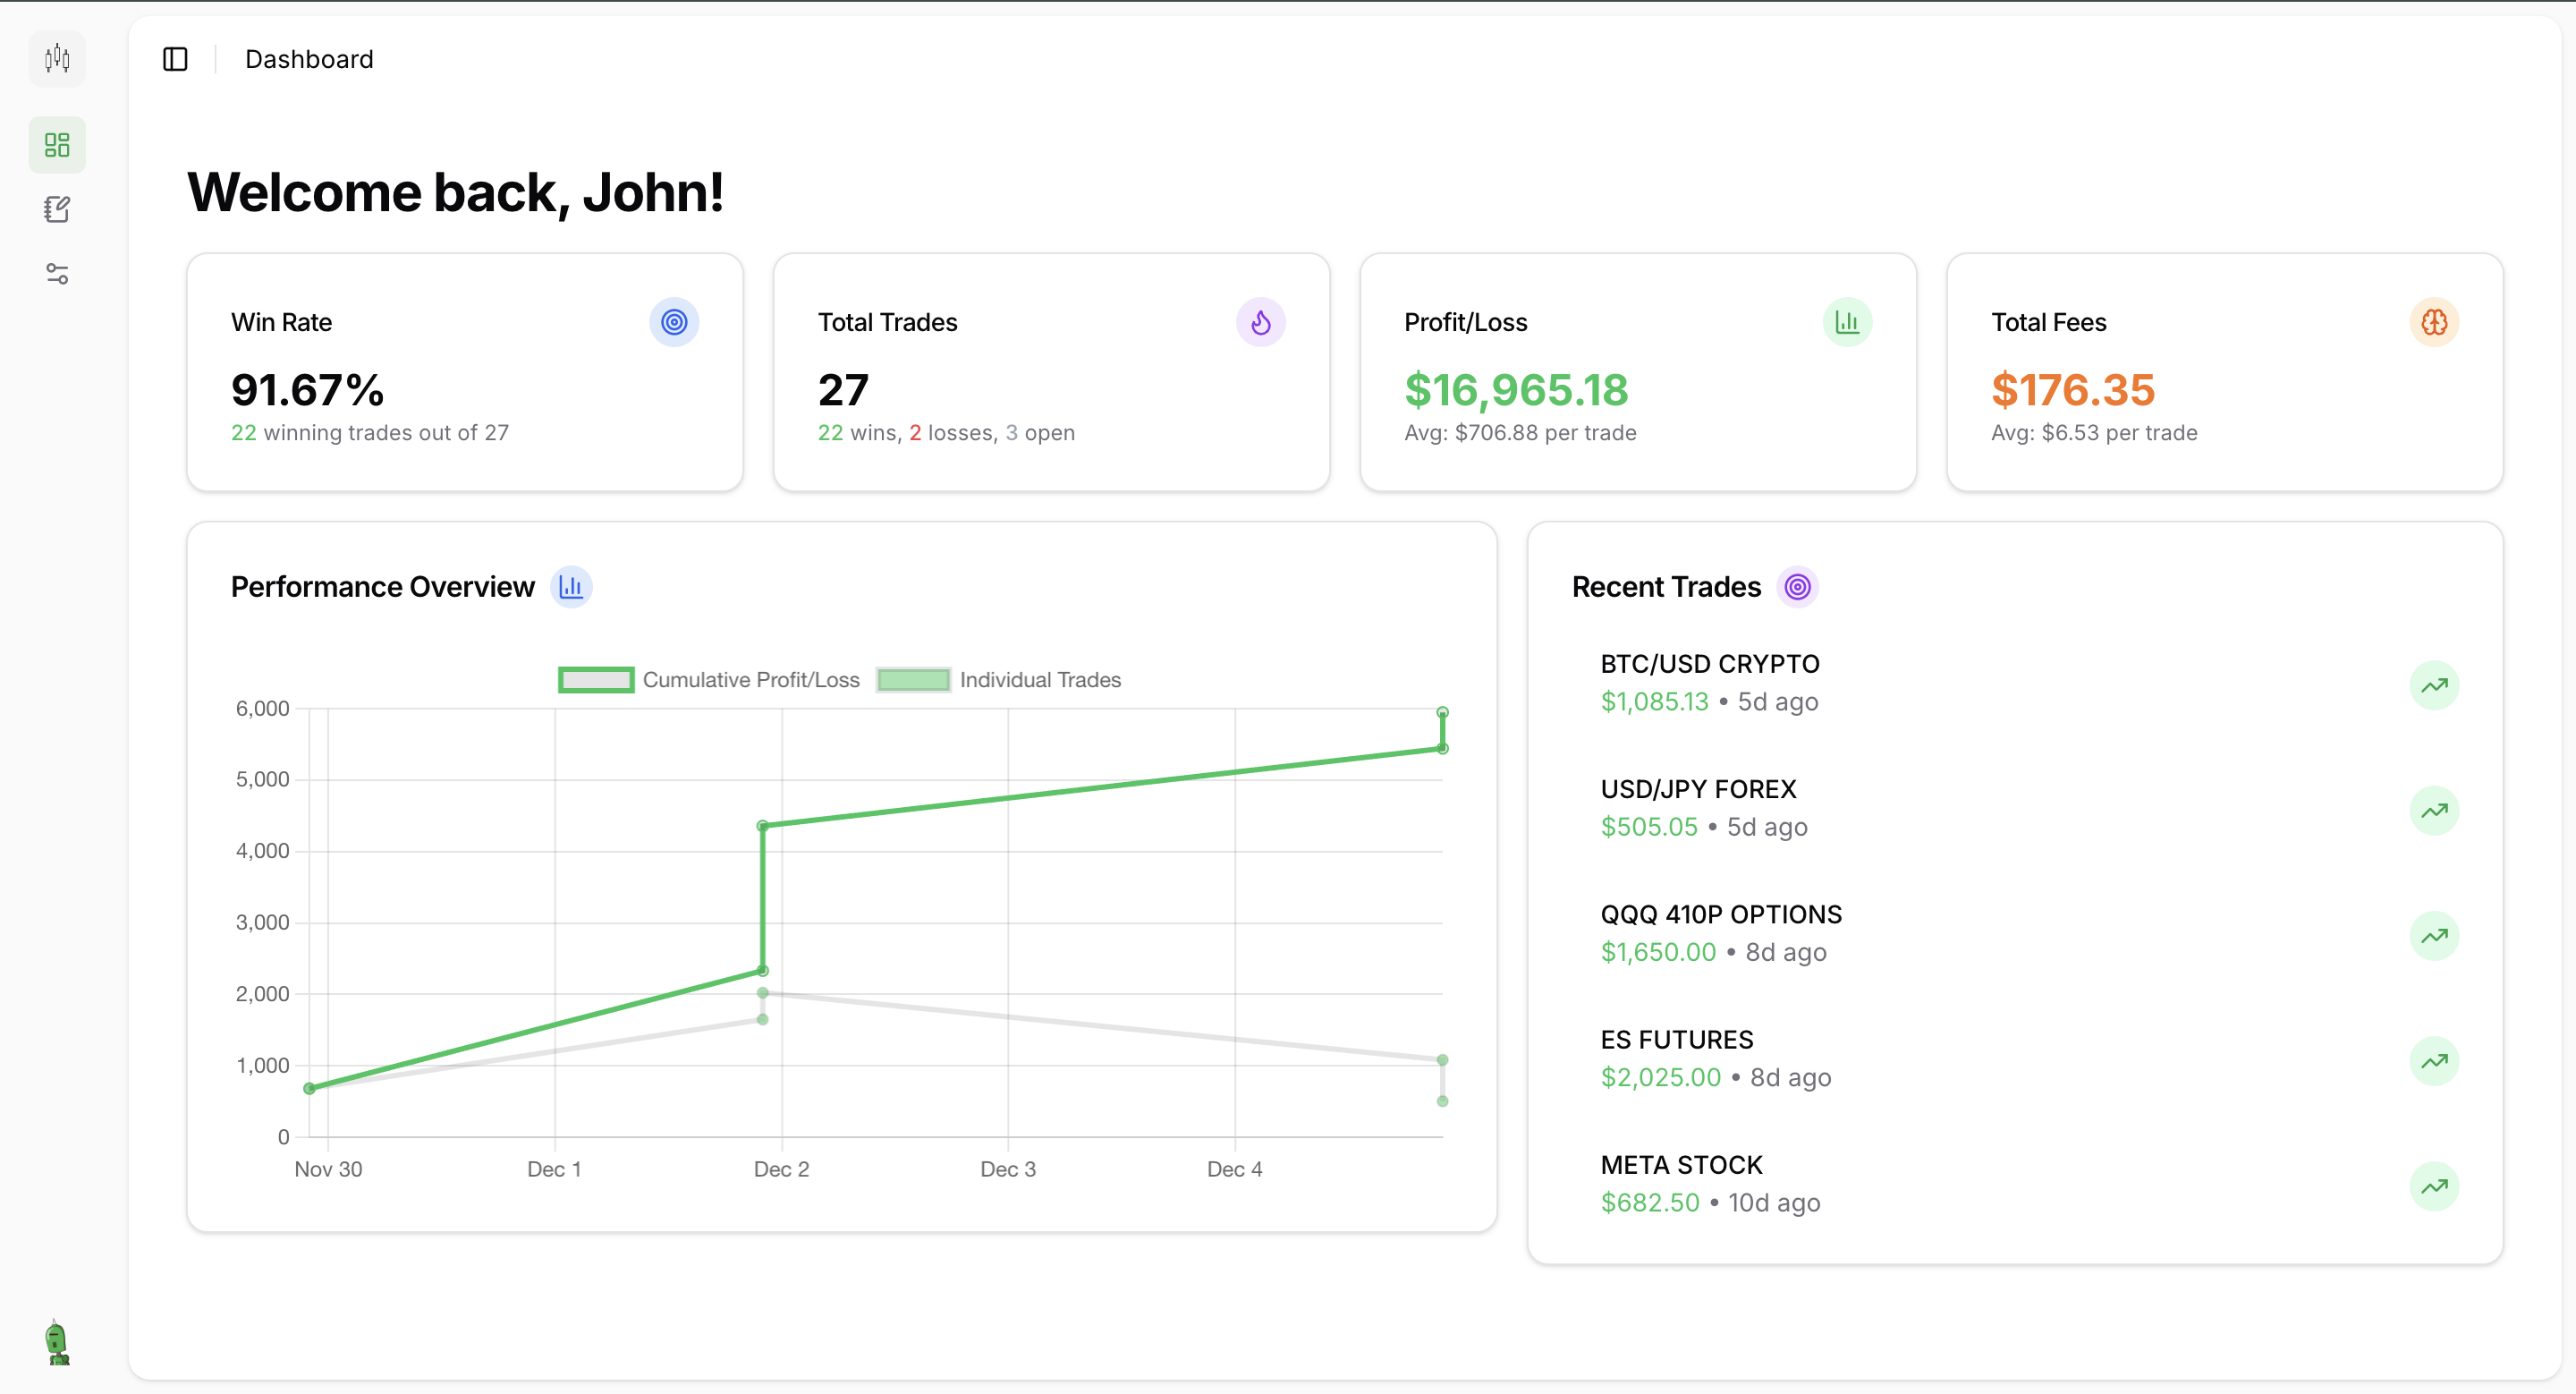 Dashboard
Welcome back, John!
Win Rate
91.67%
22 winning trades out of 27
Total Trades
27
22 wins, 2 losses, 3 open
Profit/Loss
$16,965.18
Avg: $706.88 per trade
Total Fees
$176.35
Avg: $6.53 per trade
Performance Overview
Cumulative Profit/Loss Individual Trades
6,000
5,000
4,000
3,000
2,000
1,000
0
Nov 30 Dec 1 Dec 2 Dec 3 Dec 4
Recent Trades
BTC/USD CRYPTO
$1,085.13 • 5d ago
USD/JPY FOREX
$505.05 • 5d ago
QQQ 410P OPTIONS
$1,650.00 • 8d ago
ES FUTURES
$2,025.00 • 8d ago
META STOCK
$682.50 • 10d ago